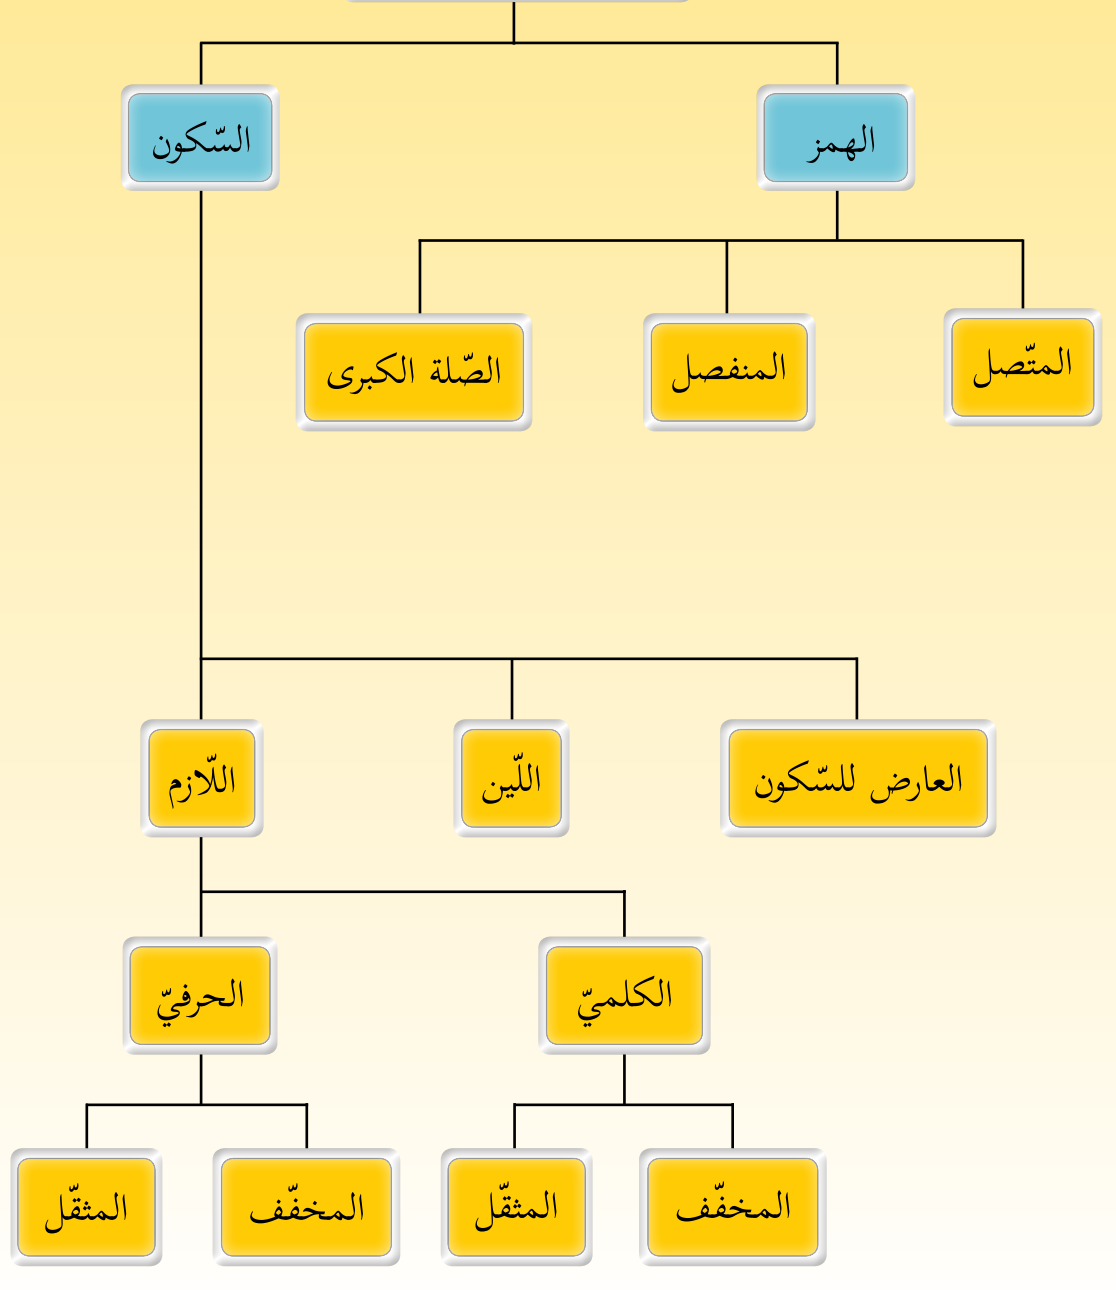 الهمز
السّكون
المتّصل
المنفصل
الصّلة الكبرى
العارض للسّكون
اللّين
اللّازم
الكلميّ
الحرفيّ
المخفّف
المثقّل
المخفّف
المثقّل